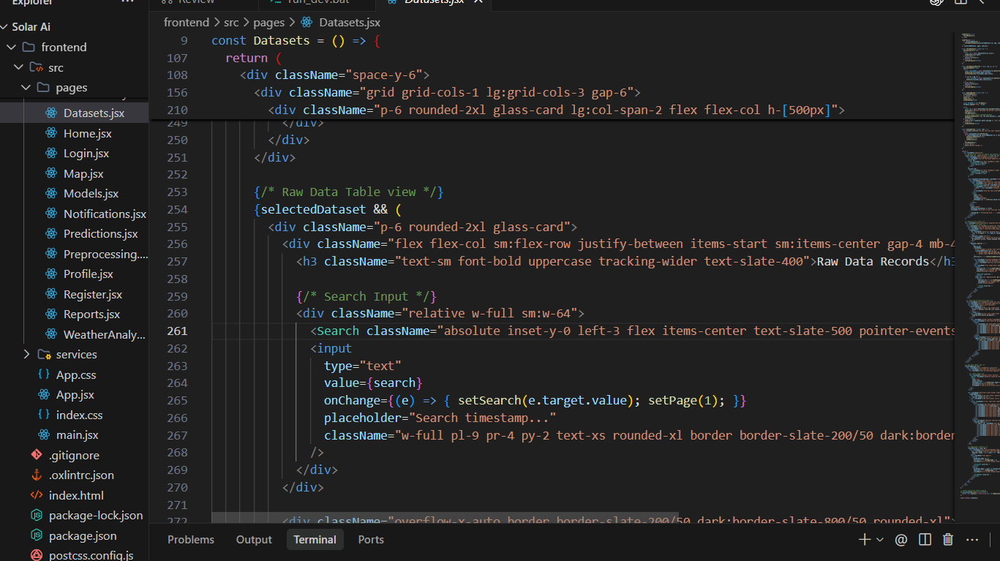 Explorer
...
Review
run_dev.bat
Datasets.jsx
Solar Ai
frontend
src
pages
Datasets.jsx
Home.jsx
Login.jsx
Map.jsx
Models.jsx
Notifications.jsx
Predictions.jsx
Preprocessing....
Profile.jsx
Register.jsx
Reports.jsx
WeatherAnaly...
services
App.css
App.jsx
index.css
main.jsx
.gitignore
.oxlintrc.json
index.html
package-lock.json
package.json
postcss.config.js
frontend > src > pages > Datasets.jsx
9 const Datasets = () => {
107 return (
108 <div className="space-y-6">
156 <div className="grid grid-cols-1 lg:grid-cols-3 gap-6">
210 <div className="p-6 rounded-2xl glass-card lg:col-span-2 flex flex-col h-[500px]">
249 </div>
250 </div>
251 </div>
252
253 {/* Raw Data Table view */}
254 {selectedDataset && (
255 <div className="p-6 rounded-2xl glass-card">
256 <div className="flex flex-col sm:flex-row justify-between items-start sm:items-center gap-4 mb-4
257 <h3 className="text-sm font-bold uppercase tracking-wider text-slate-400">Raw Data Records</h3
258
259 {/* Search Input */}
260 <div className="relative w-full sm:w-64">
261 <Search className="absolute inset-y-0 left-3 flex items-center text-slate-500 pointer-events
262 <input
263 type="text"
264 value={search}
265 onChange={(e) => { setSearch(e.target.value); setPage(1); }}
266 placeholder="Search timestamp..."
267 className="w-full pl-9 pr-4 py-2 text-xs rounded-xl border border-slate-200/50 dark:border
268 />
269 </div>
270 </div>
271
272 <div className="overflow-x-auto border border-slate-200/50 dark:border-slate-800/50 rounded-xl">
Problems Output Terminal Ports